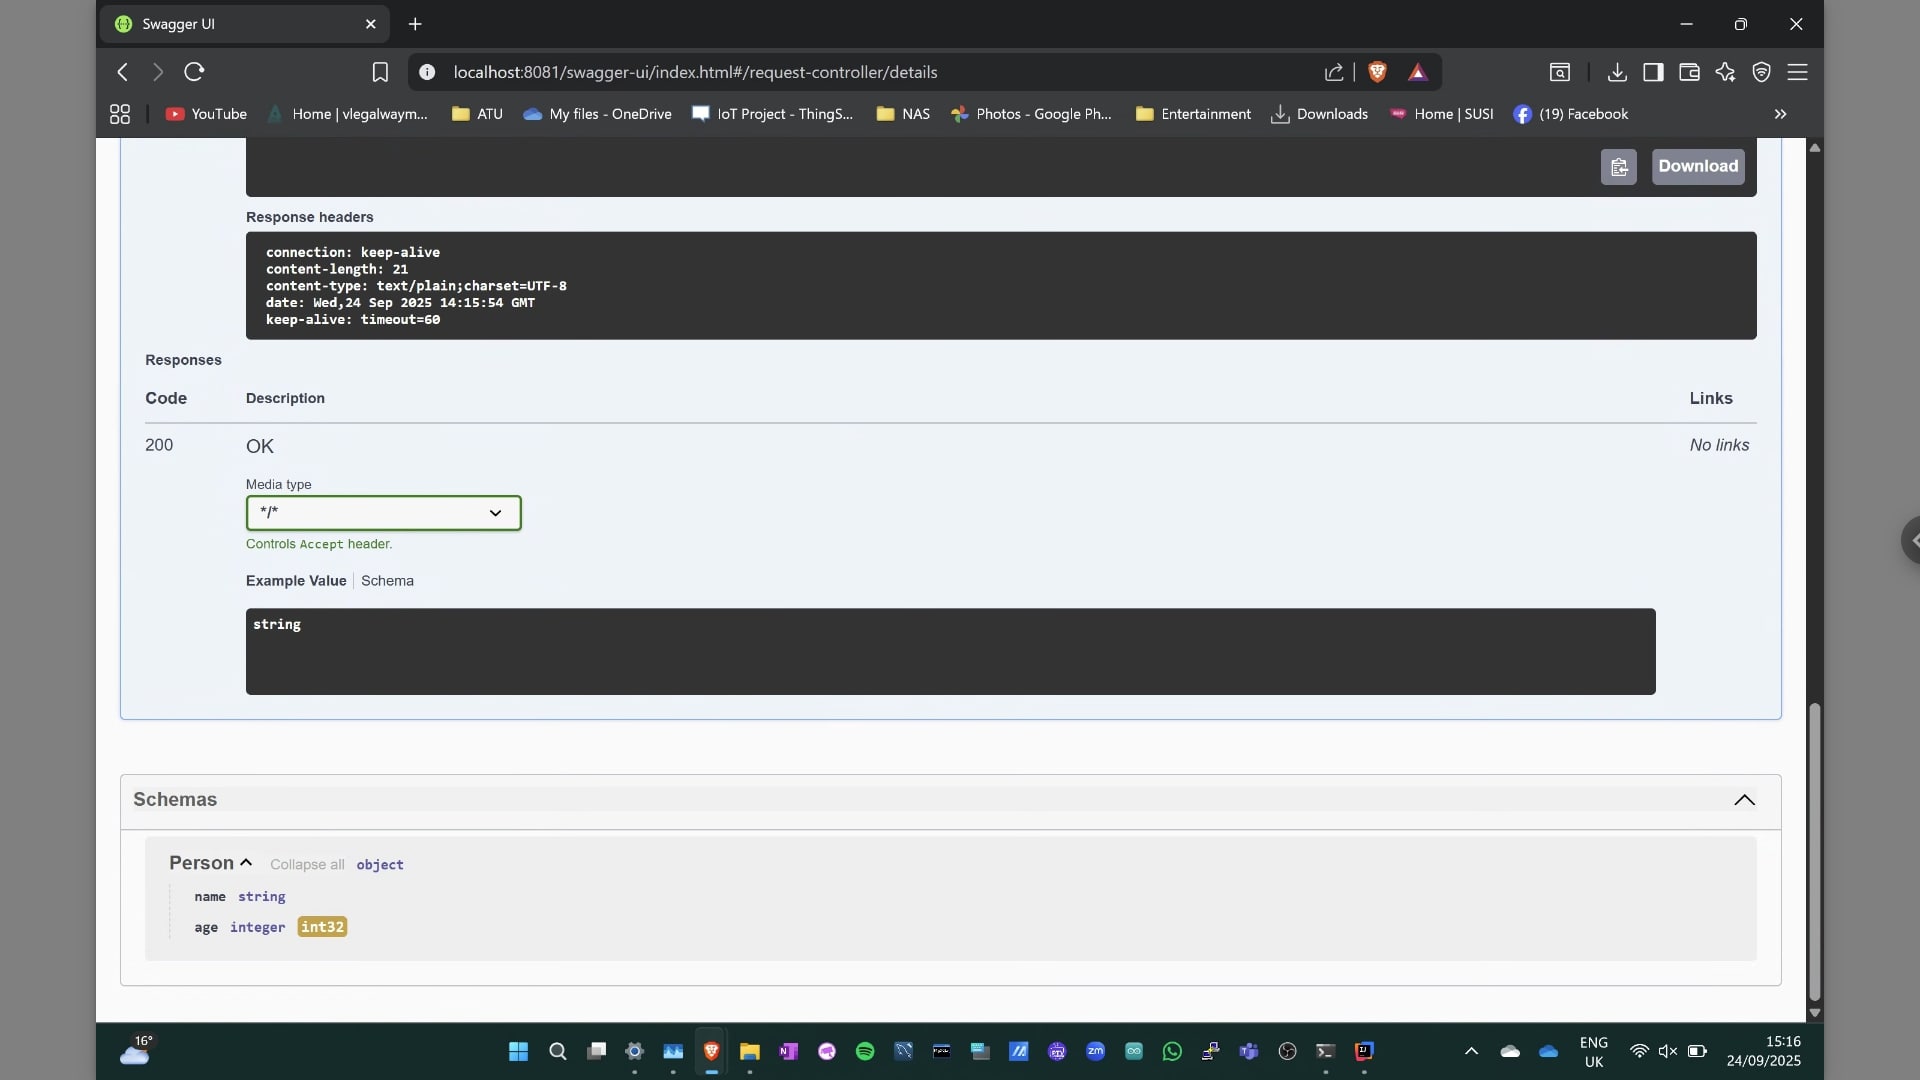 Swagger UI
localhost:8081/swagger-ui/index.html#/request-controller/details
YouTube
Home | vlegalwaym...
ATU
My files - OneDrive
IoT Project - ThingS...
NAS
Photos - Google Ph...
Entertainment
Downloads
Home | SUSI
(19) Facebook
Download
Response headers
connection: keep-alive
content-length: 21
content-type: text/plain;charset=UTF-8
date: Wed,24 Sep 2025 14:15:54 GMT
keep-alive: timeout=60
Responses
Code Description Links
200 OK No links
Media type
*/*
Controls Accept header.
Example Value Schema
string
Schemas
Person Collapse all object
name string
age integer int32
16°
ENG
UK
15:16
24/09/2025